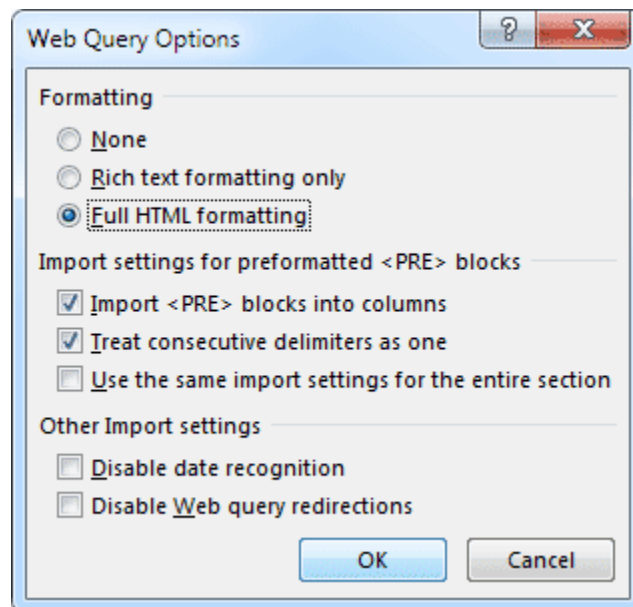 Web Query Options
?
Formatting
None
Rich text formatting only
Full HTML formatting
Import settings for preformatted <PRE> blocks
Import <PRE> blocks into columns
Treat consecutive delimiters as one
Use the same import settings for the entire section
Other Import settings
Disable date recognition
Disable Web query redirections
OK Cancel